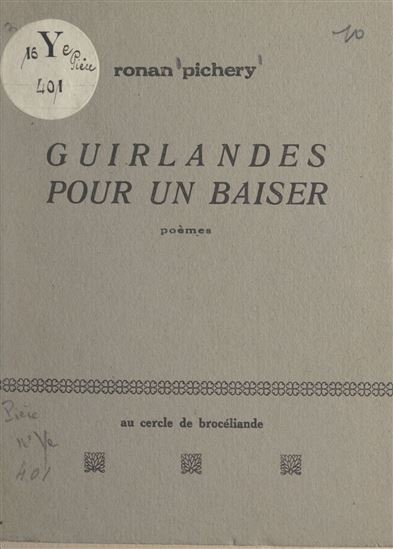 16 Ye Pièce
401
10
ronan pichery
GUIRLANDES
POUR UN BAISER
poèmes
au cercle de brocéliande
Pièce
Ye
401